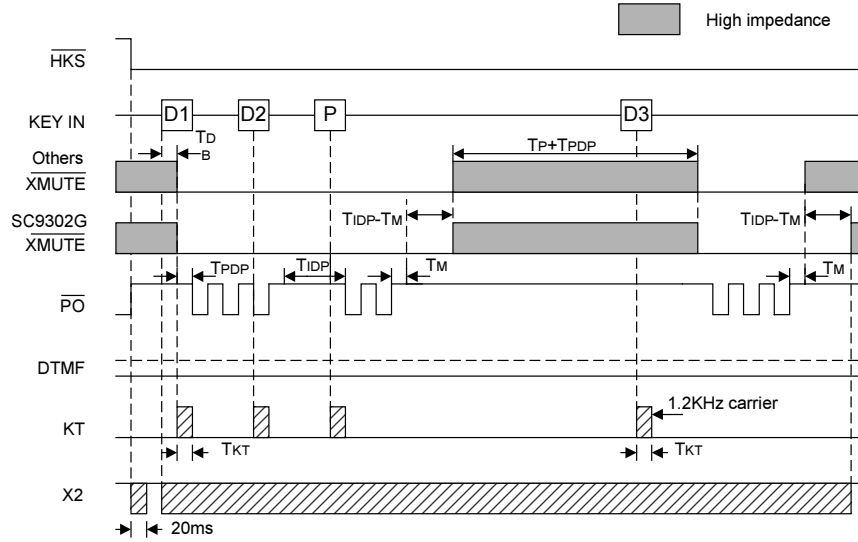 High impedance
HKS
KEY IN
D1 D2 P D3
TD
B
Others
XMUTE
TP+TPDP
SC9302G
XMUTE
TIDP-TM TIDP-TM
TPDP TIDP TM TM
PO
DTMF
KT
1.2KHz carrier
TKT TKT
X2
20ms